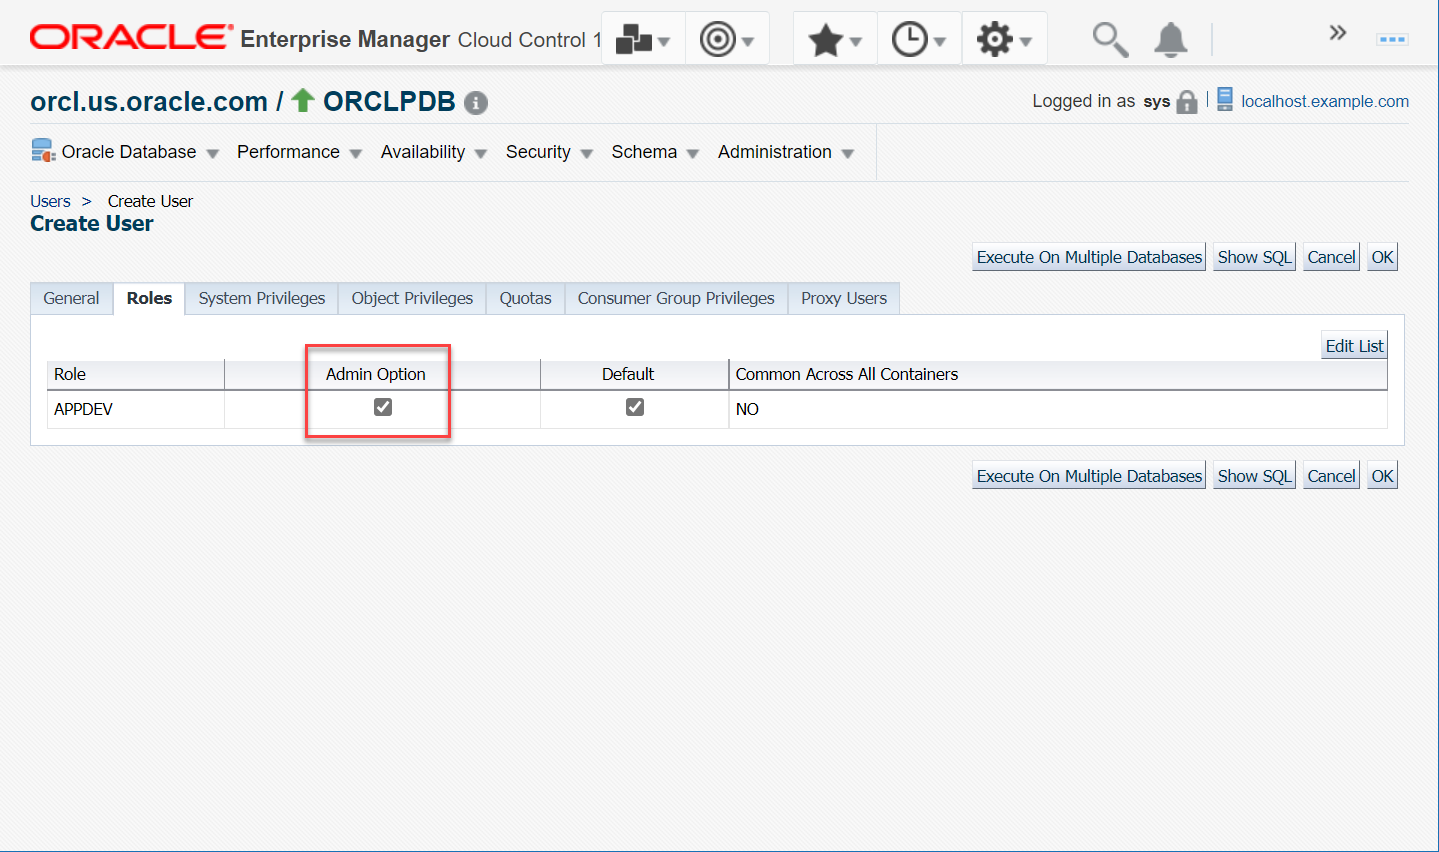 ORACLE Enterprise Manager Cloud Control 1
orcl.us.oracle.com / ORCLPDB
Logged in as sys localhost.example.com
Oracle Database Performance Availability Security Schema Administration
Users > Create User
Create User
Execute On Multiple Databases Show SQL Cancel OK
General Roles System Privileges Object Privileges Quotas Consumer Group Privileges Proxy Users
Edit List
Role Admin Option Default Common Across All Containers
APPDEV NO
Execute On Multiple Databases Show SQL Cancel OK